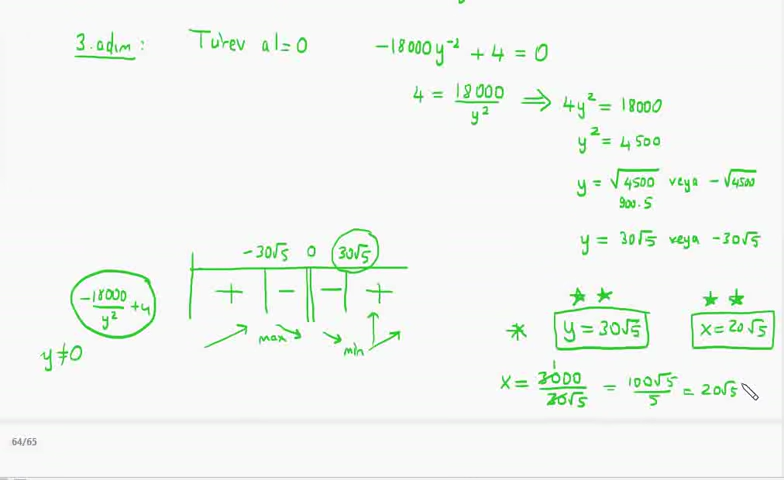 3.adım: Türev al=0 -18000y⁻² + 4 = 0
4 = 18000/y² ⟹ 4y² = 18000
y² = 4500
y = √4500 veya -√4500
900.5
y = 30√5 veya -30√5
-30√5 0 30√5
-18000/y² + 4
+ - - +
max min
y≠0
* ★★ y = 30√5 ★★ x = 20√5
x = 3000/30√5 = 100√5/5 = 20√5
64/65